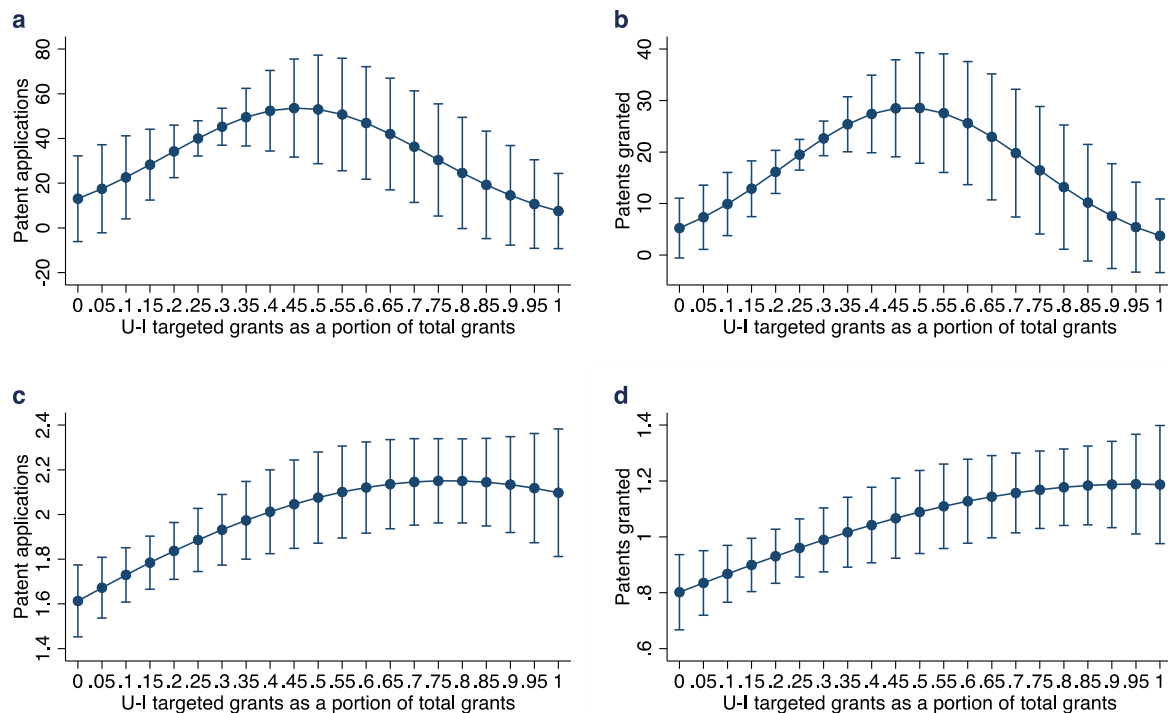 a
Patent applications
80
60
40
20
0
-20
0 .05 .1 .15 .2 .25 .3 .35 .4 .45 .5 .55 .6 .65 .7 .75 .8 .85 .9 .95 1
U-I targeted grants as a portion of total grants
b
Patents granted
40
30
20
10
0
0 .05 .1 .15 .2 .25 .3 .35 .4 .45 .5 .55 .6 .65 .7 .75 .8 .85 .9 .95 1
U-I targeted grants as a portion of total grants
c
Patent applications
2.4
2.2
2
1.8
1.6
1.4
0 .05 .1 .15 .2 .25 .3 .35 .4 .45 .5 .55 .6 .65 .7 .75 .8 .85 .9 .95 1
U-I targeted grants as a portion of total grants
d
Patents granted
1.4
1.2
1
.8
.6
0 .05 .1 .15 .2 .25 .3 .35 .4 .45 .5 .55 .6 .65 .7 .75 .8 .85 .9 .95 1
U-I targeted grants as a portion of total grants